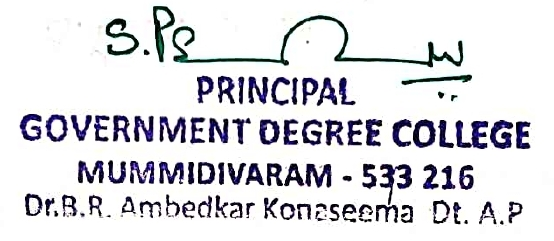 PRINCIPAL
GOVERNMENT DEGREE COLLEGE
MUMMIDIVARAM - 533 216
Dr.B.R. Ambedkar Konaseema Dt. A.P